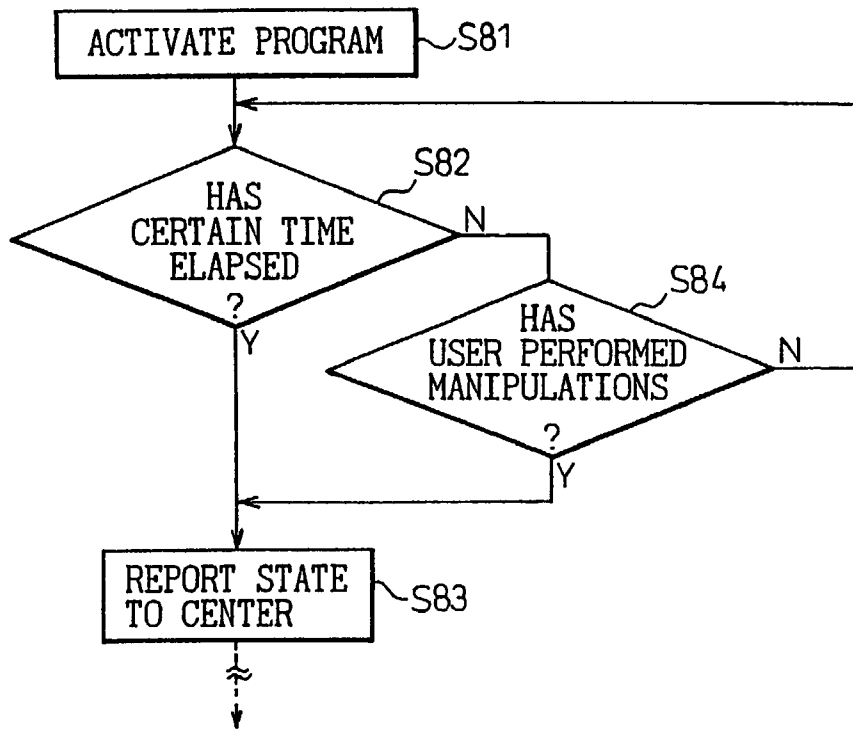 ACTIVATE PROGRAM
S81
S82
HAS
CERTAIN TIME
ELAPSED
?
N
Y
S84
HAS
USER PERFORMED
MANIPULATIONS
?
N
Y
REPORT STATE
TO CENTER
S83